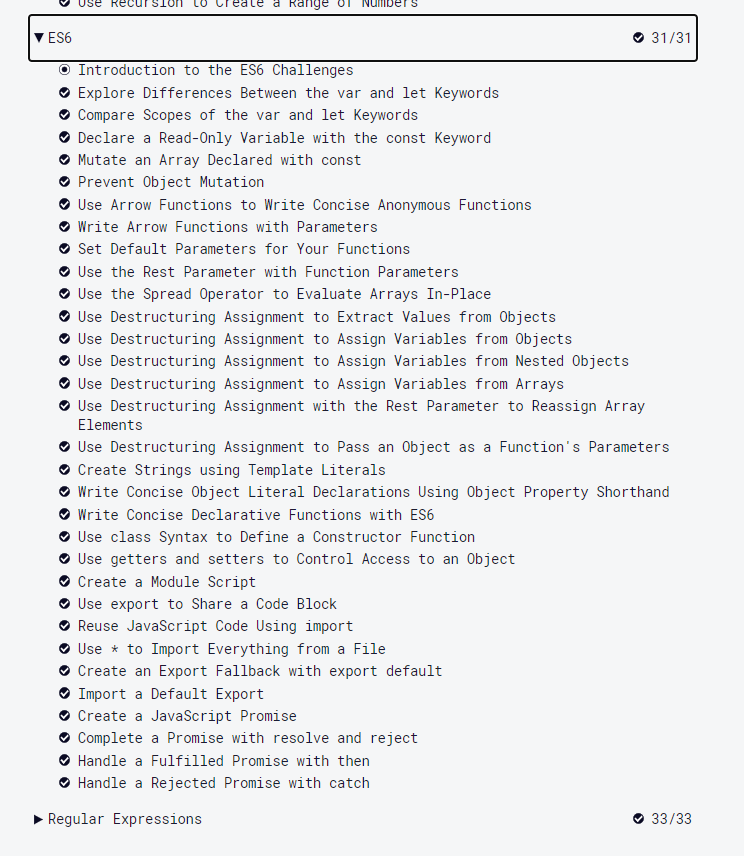 Use Recursion to Create a Range of Numbers
ES6 31/31
Introduction to the ES6 Challenges
Explore Differences Between the var and let Keywords
Compare Scopes of the var and let Keywords
Declare a Read-Only Variable with the const Keyword
Mutate an Array Declared with const
Prevent Object Mutation
Use Arrow Functions to Write Concise Anonymous Functions
Write Arrow Functions with Parameters
Set Default Parameters for Your Functions
Use the Rest Parameter with Function Parameters
Use the Spread Operator to Evaluate Arrays In-Place
Use Destructuring Assignment to Extract Values from Objects
Use Destructuring Assignment to Assign Variables from Objects
Use Destructuring Assignment to Assign Variables from Nested Objects
Use Destructuring Assignment to Assign Variables from Arrays
Use Destructuring Assignment with the Rest Parameter to Reassign Array
Elements
Use Destructuring Assignment to Pass an Object as a Function's Parameters
Create Strings using Template Literals
Write Concise Object Literal Declarations Using Object Property Shorthand
Write Concise Declarative Functions with ES6
Use class Syntax to Define a Constructor Function
Use getters and setters to Control Access to an Object
Create a Module Script
Use export to Share a Code Block
Reuse JavaScript Code Using import
Use * to Import Everything from a File
Create an Export Fallback with export default
Import a Default Export
Create a JavaScript Promise
Complete a Promise with resolve and reject
Handle a Fulfilled Promise with then
Handle a Rejected Promise with catch
Regular Expressions 33/33